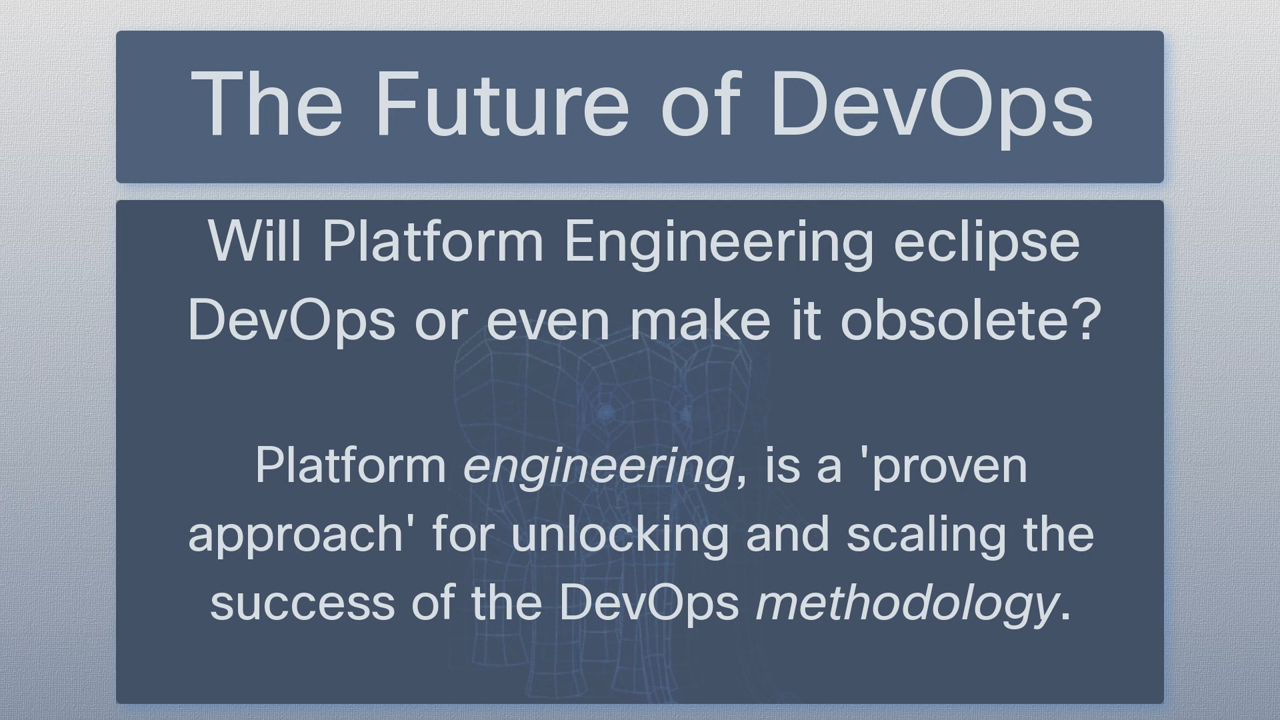 The Future of DevOps
Will Platform Engineering eclipse
DevOps or even make it obsolete?
Platform engineering, is a 'proven
approach' for unlocking and scaling the
success of the DevOps methodology.